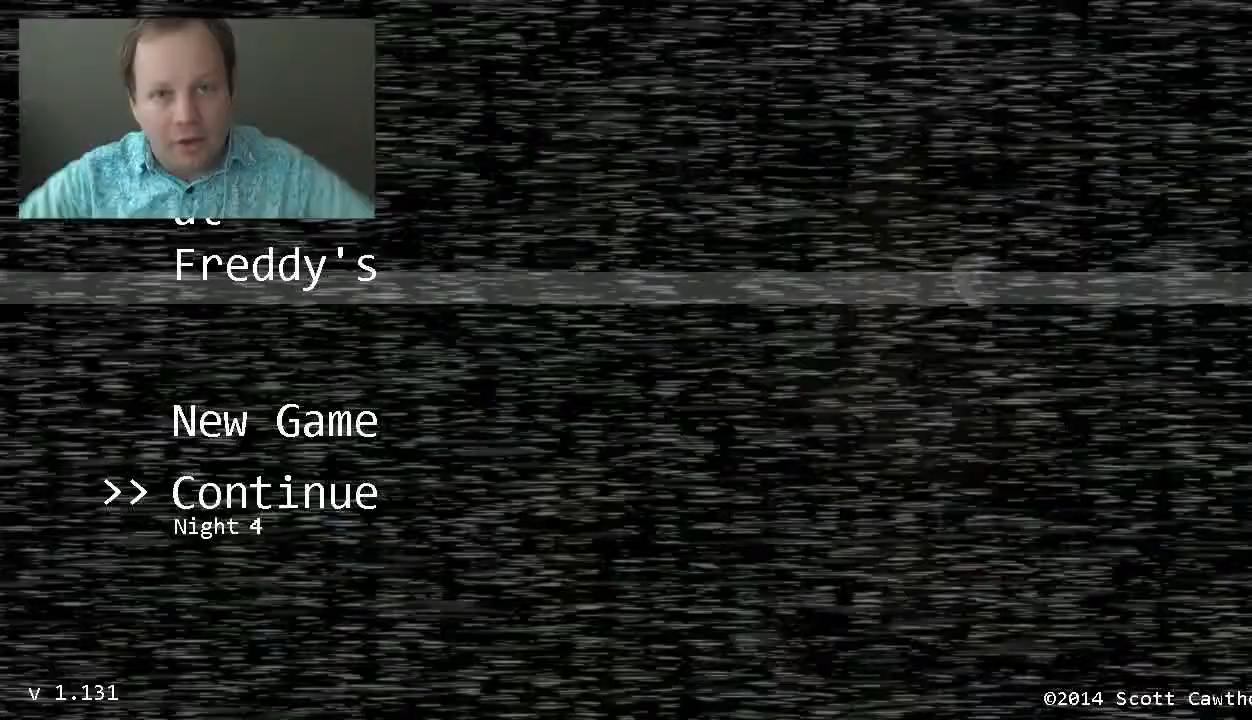 Freddy's
New Game
>> Continue
Night 4
v 1.131
©2014 Scott Cawtho